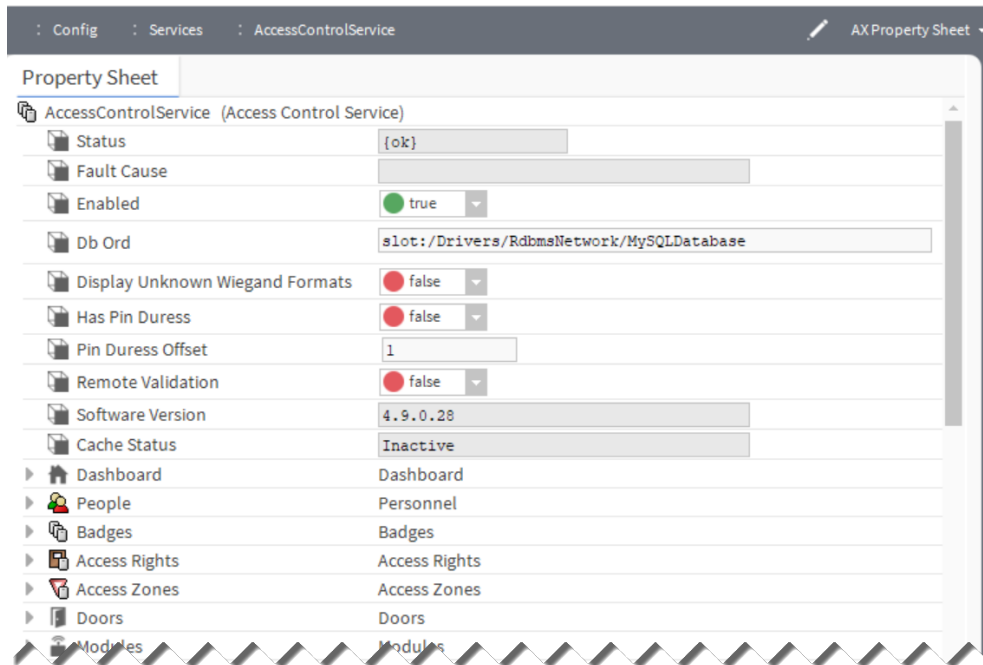 : Config : Services : AccessControlService AX Property Sheet
Property Sheet
AccessControlService (Access Control Service)
Status {ok}
Fault Cause
Enabled true
Db Ord slot:/Drivers/RdbmsNetwork/MySQLDatabase
Display Unknown Wiegand Formats false
Has Pin Duress false
Pin Duress Offset 1
Remote Validation false
Software Version 4.9.0.28
Cache Status Inactive
Dashboard Dashboard
People Personnel
Badges Badges
Access Rights Access Rights
Access Zones Access Zones
Doors Doors
Modules Modules